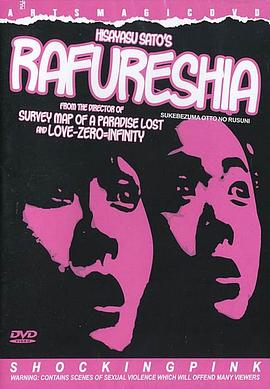 ARTSMAGICDVD
HISAYASU SATO'S
RAFURESHIA
SUKEBEZUMA OTTO NO RUSUNI
FROM THE DIRECTOR OF
SURVEY MAP OF A PARADISE LOST
AND LOVE-ZERO=INFINITY
DVD
VIDEO
SHOCKINGPINK
WARNING: CONTAINS SCENES OF SEXUAL VIOLENCE WHICH WILL OFFEND MANY VIEWERS